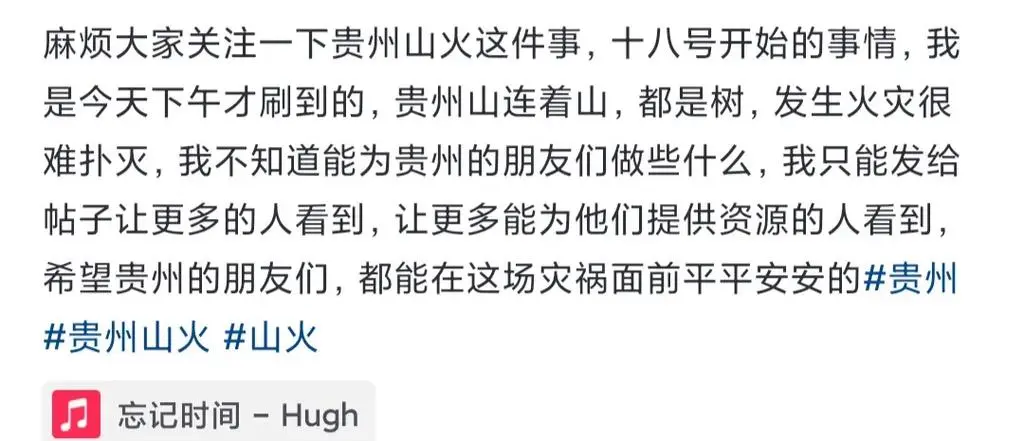 麻烦大家关注一下贵州山火这件事，十八号开始的事情，我
是今天下午才刷到的，贵州山连着山，都是树，发生火灾很
难扑灭，我不知道能为贵州的朋友们做些什么，我只能发给
帖子让更多的人看到，让更多能为他们提供资源的人看到，
希望贵州的朋友们，都能在这场灾祸面前平平安安的#贵州
#贵州山火 #山火
忘记时间 – Hugh